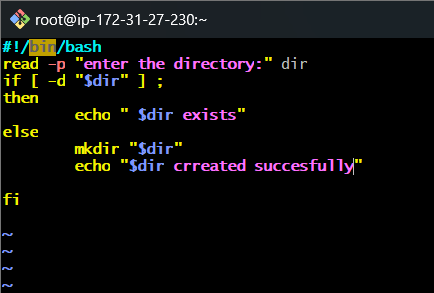 root@ip-172-31-27-230:~
#!/bin/bash
read -p "enter the directory:" dir
if [ -d "$dir" ] ;
then
        echo " $dir exists"
else
        mkdir "$dir"
        echo "$dir crreated succesfully"
fi
~
~
~
~